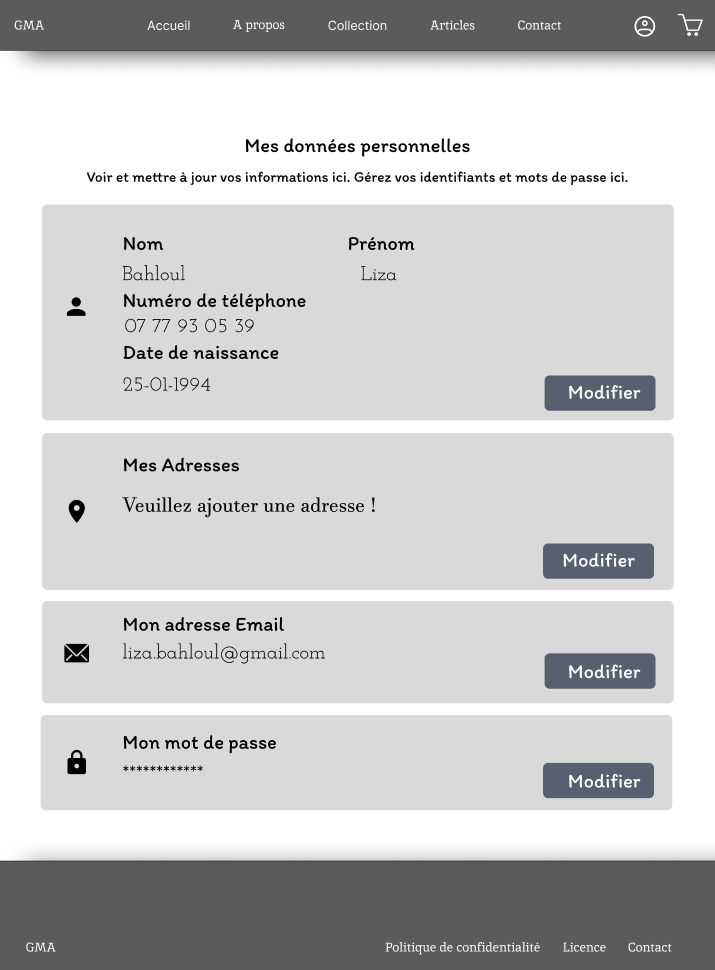 GMA Accueil A propos Collection Articles Contact
Mes données personnelles
Voir et mettre à jour vos informations ici. Gérez vos identifiants et mots de passe ici.
Nom Prénom
Bahloul Liza
Numéro de téléphone
07 77 93 05 39
Date de naissance
25-01-1994
Modifier
Mes Adresses
Veuillez ajouter une adresse !
Modifier
Mon adresse Email
liza.bahloul@gmail.com
Modifier
Mon mot de passe
************
Modifier
GMA Politique de confidentialité Licence Contact